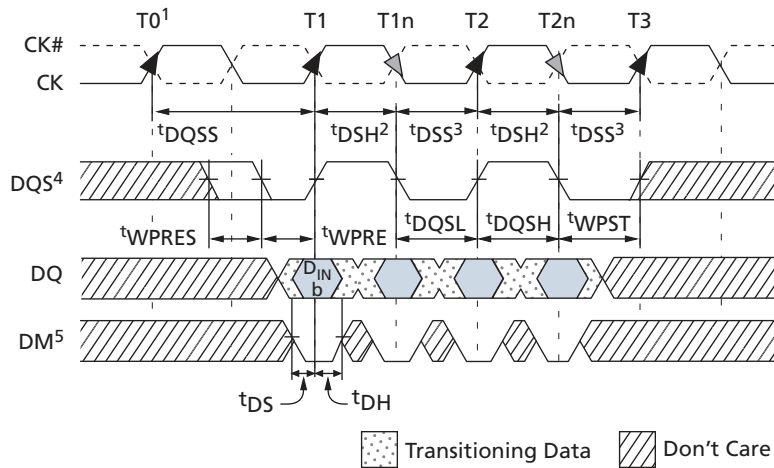 T0¹ T1 T1n T2 T2n T3
CK#
CK
tDQSS tDSH² tDSS³ tDSH² tDSS³
DQS⁴
tWPRES tWPRE tDQSL tDQSH tWPST
DQ
DIN
b
DM⁵
tDS tDH
Transitioning Data Don't Care